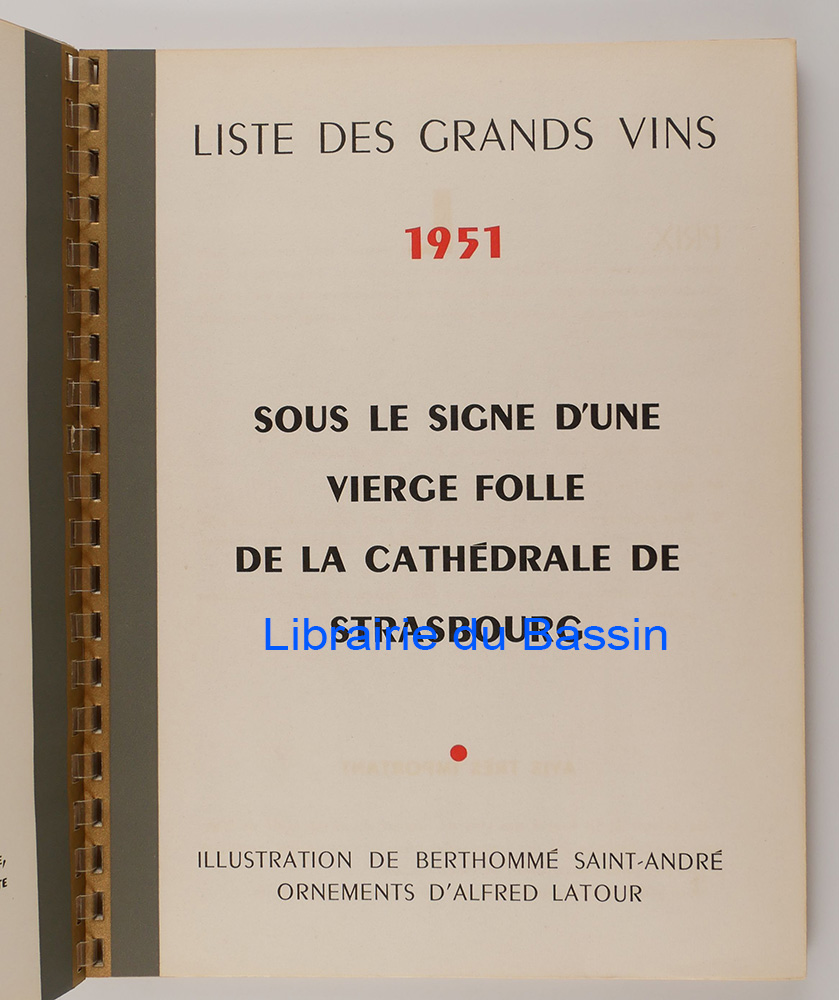 LISTE DES GRANDS VINS
1951
SOUS LE SIGNE D'UNE
VIERGE FOLLE
DE LA CATHÉDRALE DE
STRASBOURG
Librairie du Bassin
ILLUSTRATION DE BERTHOMMÉ SAINT-ANDRÉ
ORNEMENTS D'ALFRED LATOUR